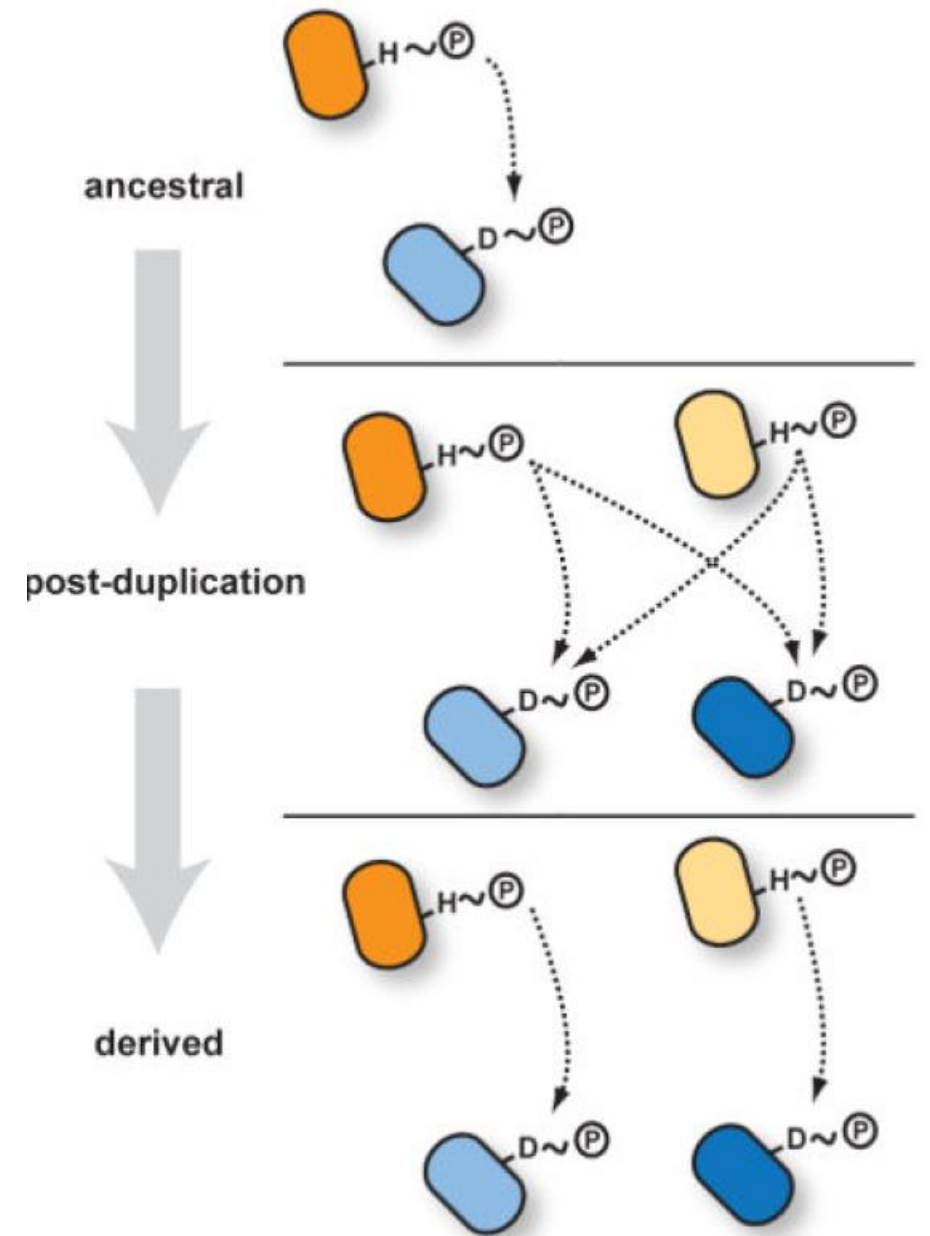 H~Ⓟ
ancestral
D~Ⓟ
H~Ⓟ H~Ⓟ
post-duplication
D~Ⓟ D~Ⓟ
H~Ⓟ H~Ⓟ
derived
D~Ⓟ D~Ⓟ